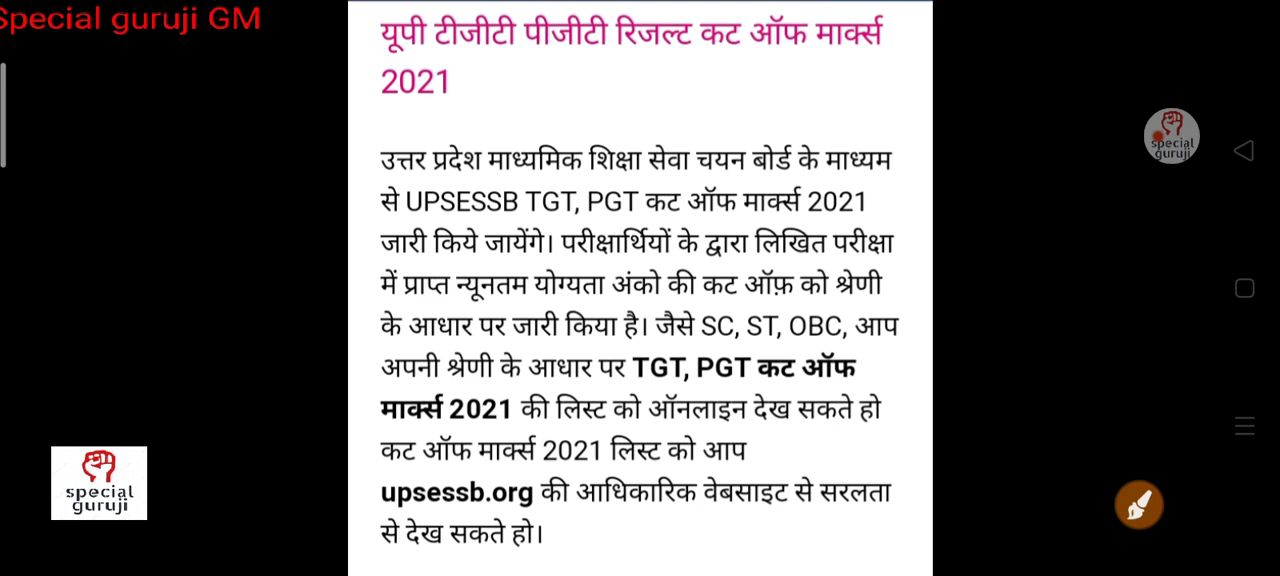 Special guruji GM
यूपी टीजीटी पीजीटी रिजल्ट कट ऑफ मार्क्स
2021
उत्तर प्रदेश माध्यमिक शिक्षा सेवा चयन बोर्ड के माध्यम
से UPSESSB TGT, PGT कट ऑफ मार्क्स 2021
जारी किये जायेंगे। परीक्षार्थियों के द्वारा लिखित परीक्षा
में प्राप्त न्यूनतम योग्यता अंको की कट ऑफ़ को श्रेणी
के आधार पर जारी किया है। जैसे SC, ST, OBC, आप
अपनी श्रेणी के आधार पर TGT, PGT कट ऑफ
मार्क्स 2021 की लिस्ट को ऑनलाइन देख सकते हो
कट ऑफ मार्क्स 2021 लिस्ट को आप
upsessb.org की आधिकारिक वेबसाइट से सरलता
से देख सकते हो।
special
guruji
special
guruji